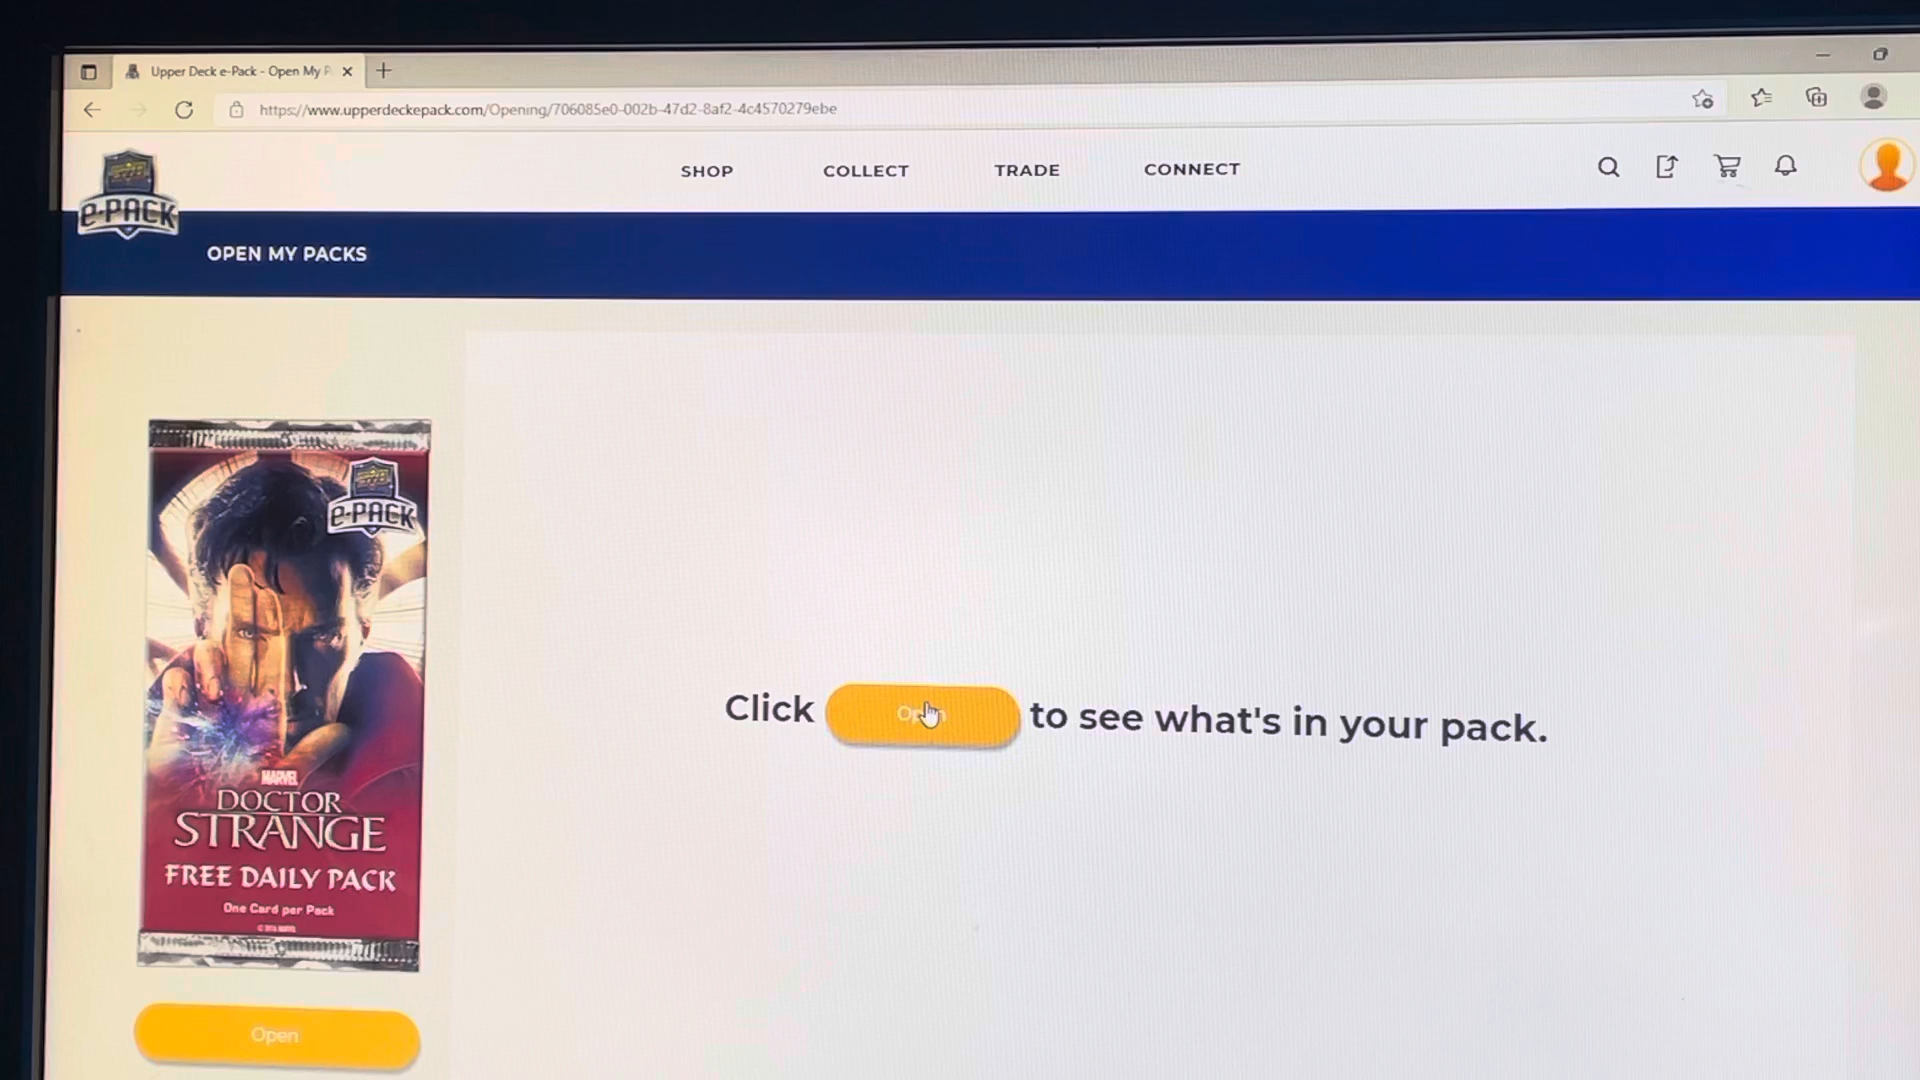 Upper Deck e-Pack - Open My P
https://www.upperdeckepack.com/Opening/706085e0-002b-47d2-8af2-4c4570279ebe
SHOP COLLECT TRADE CONNECT
e-PACK
OPEN MY PACKS
e-PACK
Click Open to see what's in your pack.
MARVEL
DOCTOR
STRANGE
FREE DAILY PACK
One Card per Pack
Open